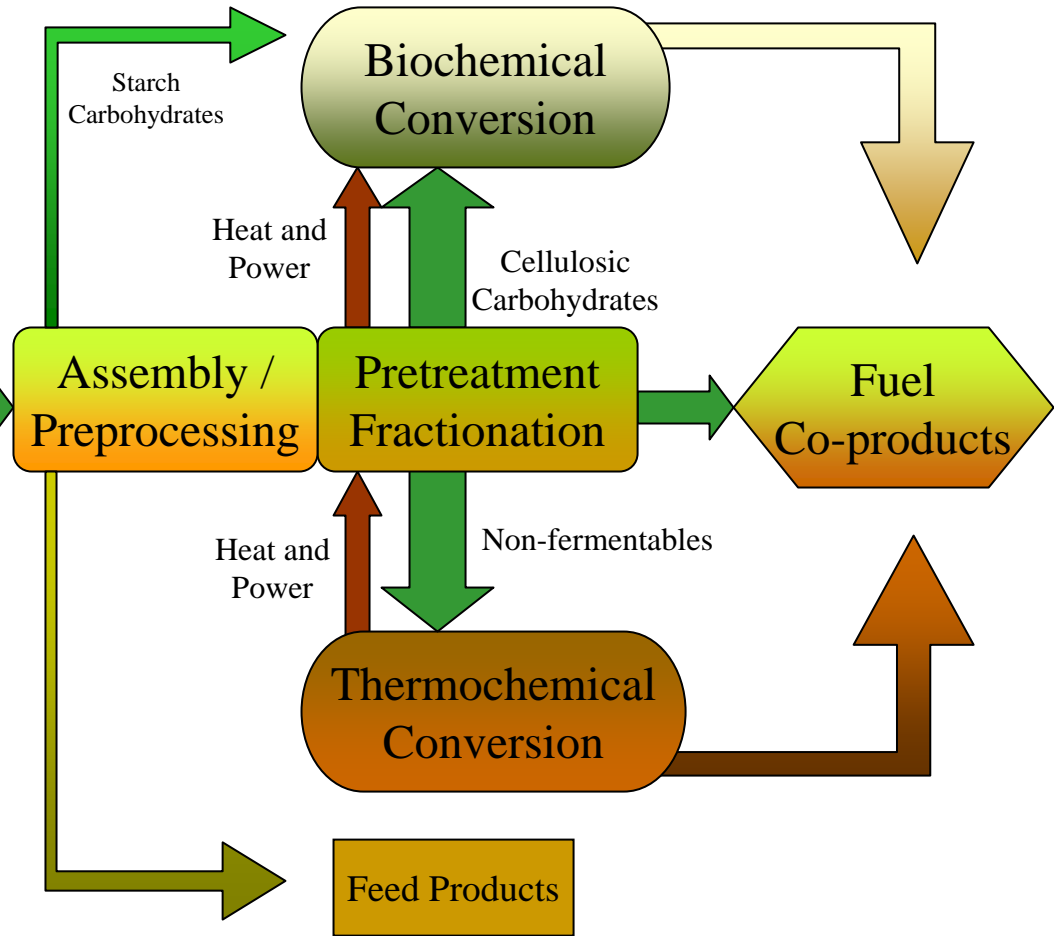 Biochemical
Conversion
Starch
Carbohydrates
Heat and
Power
Cellulosic
Carbohydrates
Assembly /
Preprocessing
Pretreatment
Fractionation
Fuel
Co-products
Heat and
Power
Non-fermentables
Thermochemical
Conversion
Feed Products